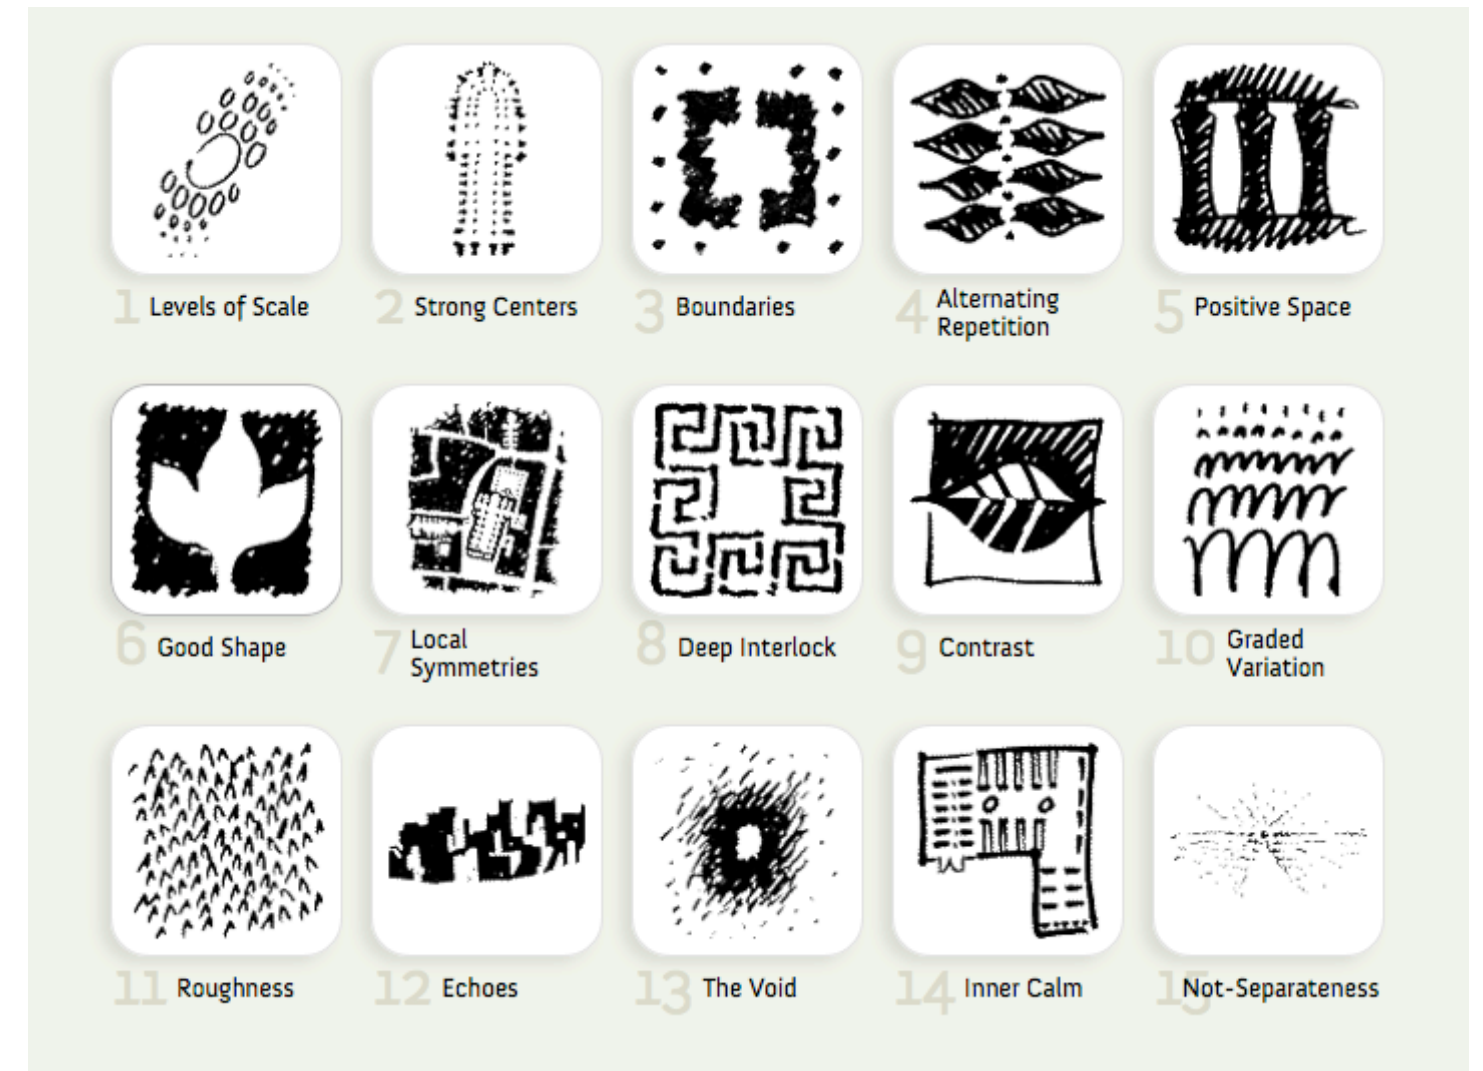 1 Levels of Scale
2 Strong Centers
3 Boundaries
4 Alternating
Repetition
5 Positive Space
6 Good Shape
7 Local
Symmetries
8 Deep Interlock
9 Contrast
10 Graded
Variation
11 Roughness
12 Echoes
13 The Void
14 Inner Calm
15 Not-Separateness